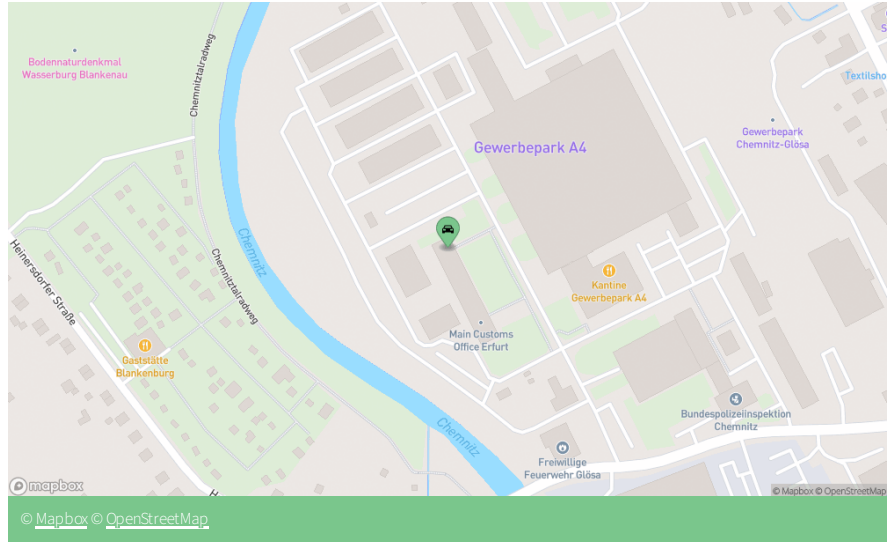 Bodennaturdenkmal
Wasserburg Blankenau
Chemnitztalradweg
Gewerbepark A4
Textilsho
Gewerbepark
Chemnitz-Glösa
Heinersdorfer Straße
Chemnitz
Chemnitztalradweg
Kantine
Gewerbepark A4
Main Customs
Office Erfurt
Gaststätte
Blankenburg
Bundespolizeiinspektion
Chemnitz
Chemnitz
Freiwillige
Feuerwehr Glösa
mapbox
© Mapbox © OpenStreetMap
© Mapbox © OpenStreetMap